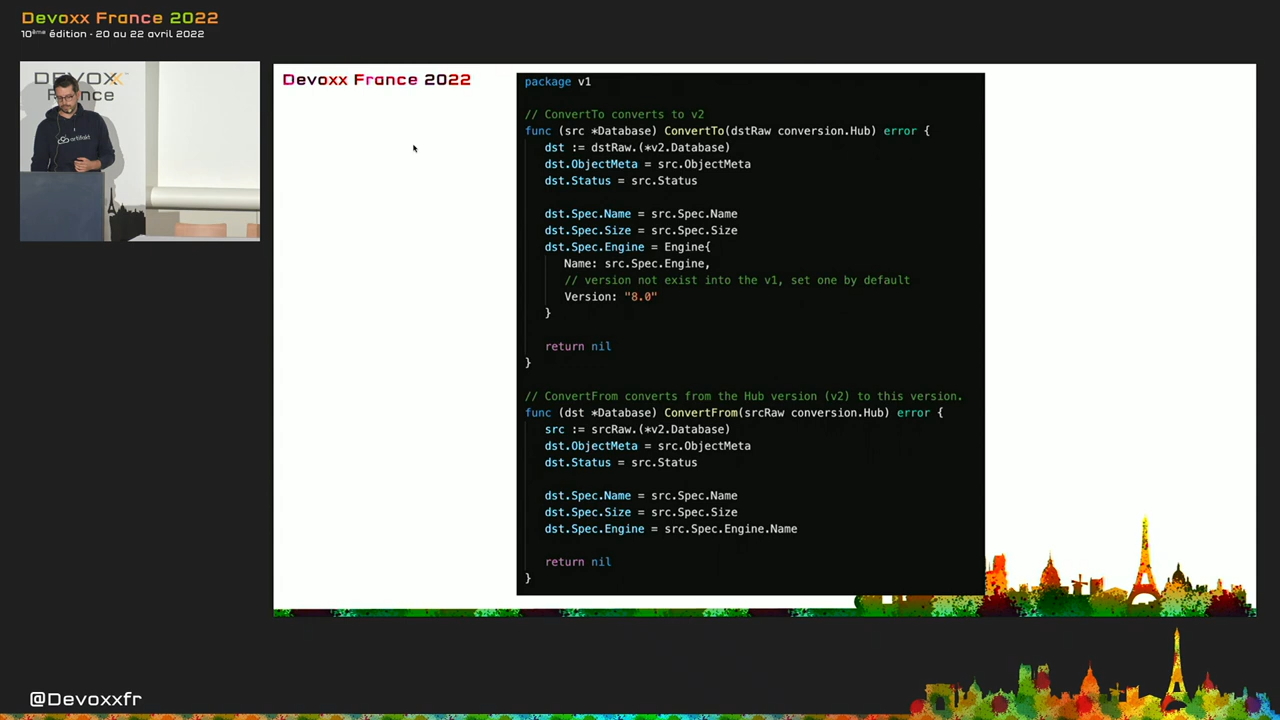 Devoxx France 2022
10ème édition - 20 au 22 avril 2022
DEVOXX
France
artifakt
Devoxx France 2022
package v1
// ConvertTo converts to v2
func (src *Database) ConvertTo(dstRaw conversion.Hub) error {
dst := dstRaw.(*v2.Database)
dst.ObjectMeta = src.ObjectMeta
dst.Status = src.Status
dst.Spec.Name = src.Spec.Name
dst.Spec.Size = src.Spec.Size
dst.Spec.Engine = Engine{
Name: src.Spec.Engine,
// version not exist into the v1, set one by default
Version: "8.0"
}
return nil
}
// ConvertFrom converts from the Hub version (v2) to this version.
func (dst *Database) ConvertFrom(srcRaw conversion.Hub) error {
src := srcRaw.(*v2.Database)
dst.ObjectMeta = src.ObjectMeta
dst.Status = src.Status
dst.Spec.Name = src.Spec.Name
dst.Spec.Size = src.Spec.Size
dst.Spec.Engine = src.Spec.Engine.Name
return nil
}
@Devoxxfr